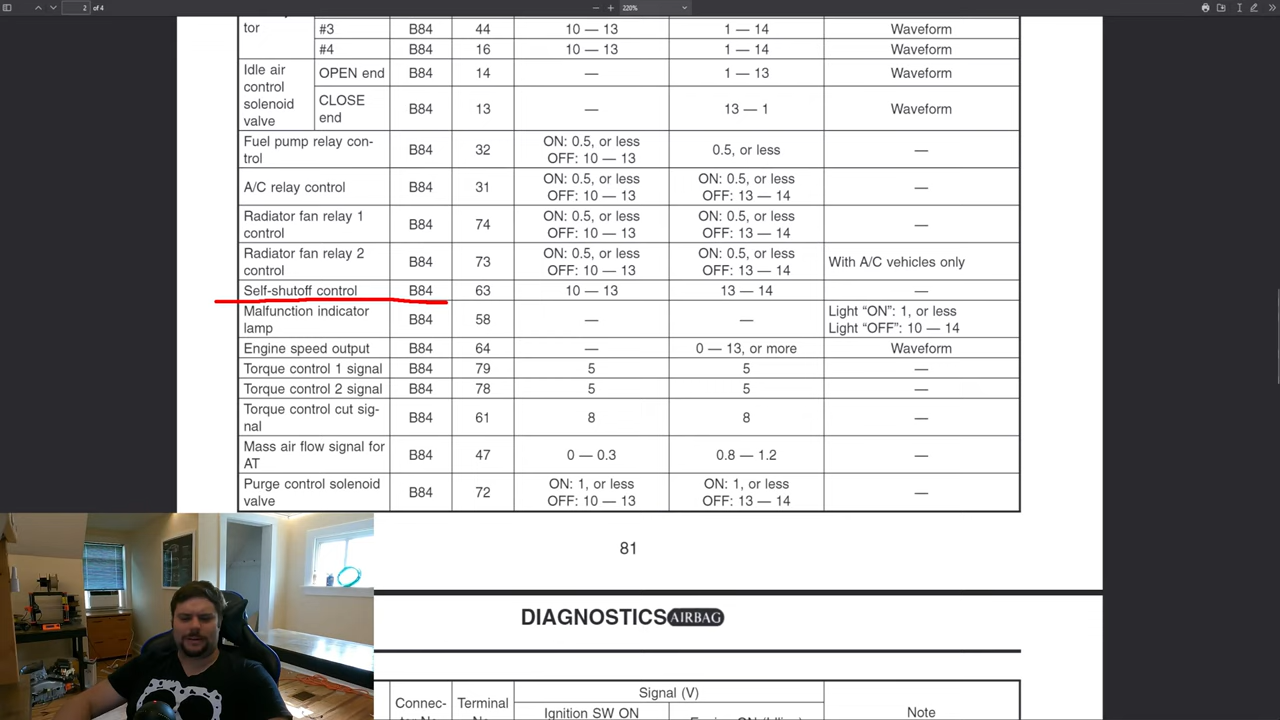 2 of 4 220%
tor #3 B84 44 10 — 13 1 — 14 Waveform
#4 B84 16 10 — 13 1 — 14 Waveform
Idle air
control
solenoid
valve
OPEN end B84 14 — 1 — 13 Waveform
CLOSE
end
B84 13 — 13 — 1 Waveform
Fuel pump relay con-
trol
B84 32
ON: 0.5, or less
OFF: 10 — 13
0.5, or less —
A/C relay control B84 31
ON: 0.5, or less
OFF: 10 — 13
ON: 0.5, or less
OFF: 13 — 14
—
Radiator fan relay 1
control
B84 74
ON: 0.5, or less
OFF: 10 — 13
ON: 0.5, or less
OFF: 13 — 14
—
Radiator fan relay 2
control
B84 73
ON: 0.5, or less
OFF: 10 — 13
ON: 0.5, or less
OFF: 13 — 14
With A/C vehicles only
Self-shutoff control B84 63 10 — 13 13 — 14 —
Malfunction indicator
lamp
B84 58 — —
Light “ON”: 1, or less
Light “OFF”: 10 — 14
Engine speed output B84 64 — 0 — 13, or more Waveform
Torque control 1 signal B84 79 5 5 —
Torque control 2 signal B84 78 5 5 —
Torque control cut sig-
nal
B84 61 8 8 —
Mass air flow signal for
AT
B84 47 0 — 0.3 0.8 — 1.2 —
Purge control solenoid
valve
B84 72
ON: 1, or less
OFF: 10 — 13
ON: 1, or less
OFF: 13 — 14
—
81
DIAGNOSTICS AIRBAG
Signal (V)
Connec-
Terminal
Ignition SW ON
Note